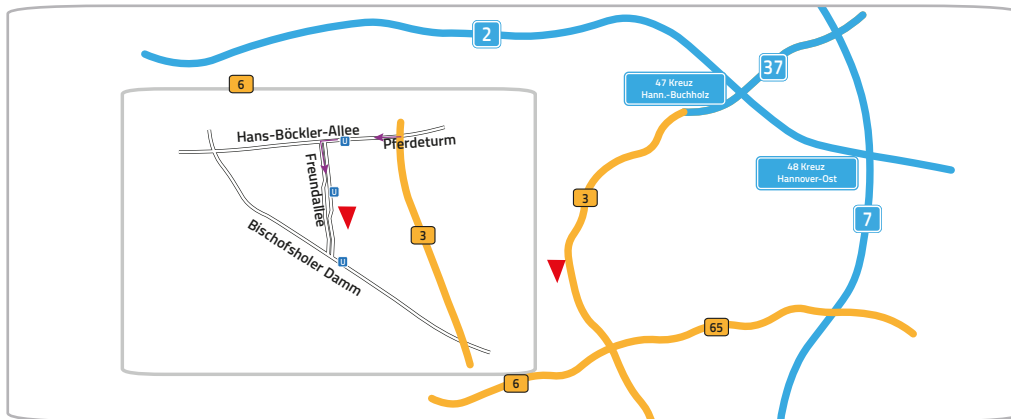 2
37
6
47 Kreuz
Hann.-Buchholz
Hans-Böckler-Allee
U
Pferdeturm
48 Kreuz
Hannover-Ost
Freundallee
U
3
7
3
Bischofsholer Damm
U
65
6